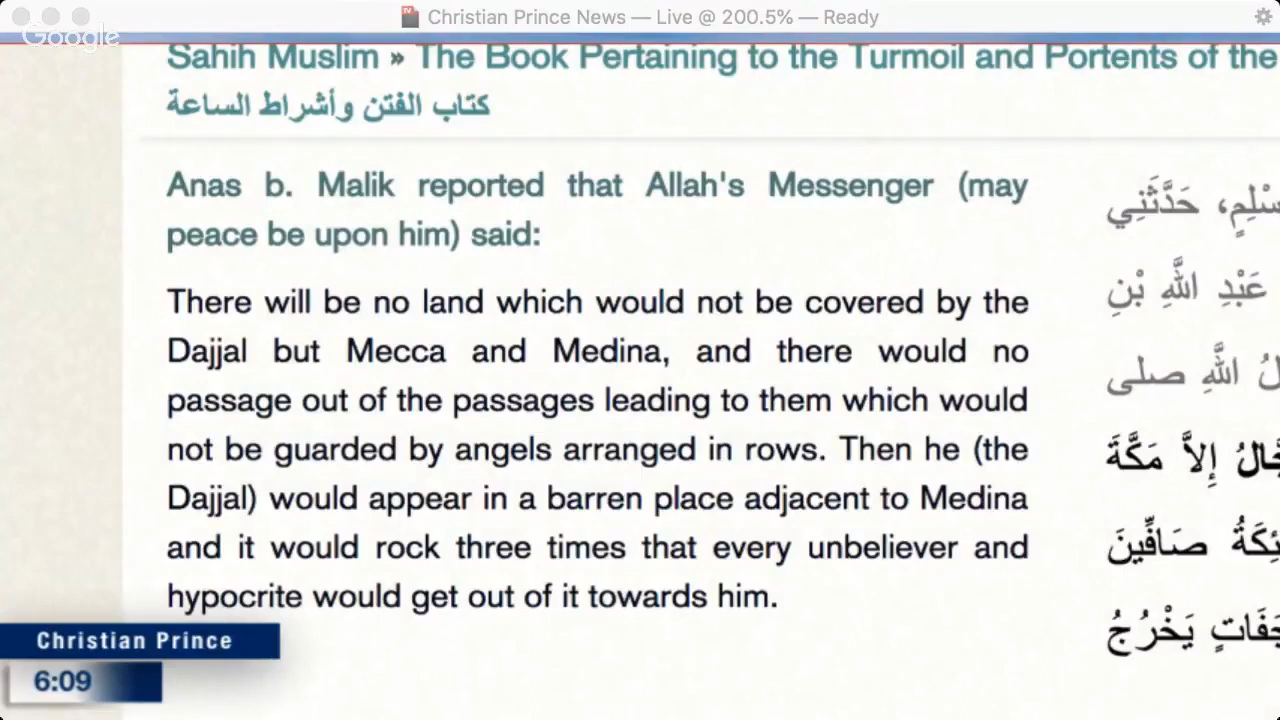 Christian Prince News — Live @ 200.5% — Ready
Google
Sahih Muslim » The Book Pertaining to the Turmoil and Portents of the
كتاب الفتن وأشراط الساعة
Anas b. Malik reported that Allah's Messenger (may
peace be upon him) said:
There will be no land which would not be covered by the
Dajjal but Mecca and Medina, and there would no
passage out of the passages leading to them which would
not be guarded by angels arranged in rows. Then he (the
Dajjal) would appear in a barren place adjacent to Medina
and it would rock three times that every unbeliever and
hypocrite would get out of it towards him.
حَدَّثَنِي
عَبْدِ اللَّهِ بْنِ
اللَّهِ صلى
إِلاَّ مَكَّةَ
صَافِّينَ
يَخْرُجُ
Christian Prince
6:09